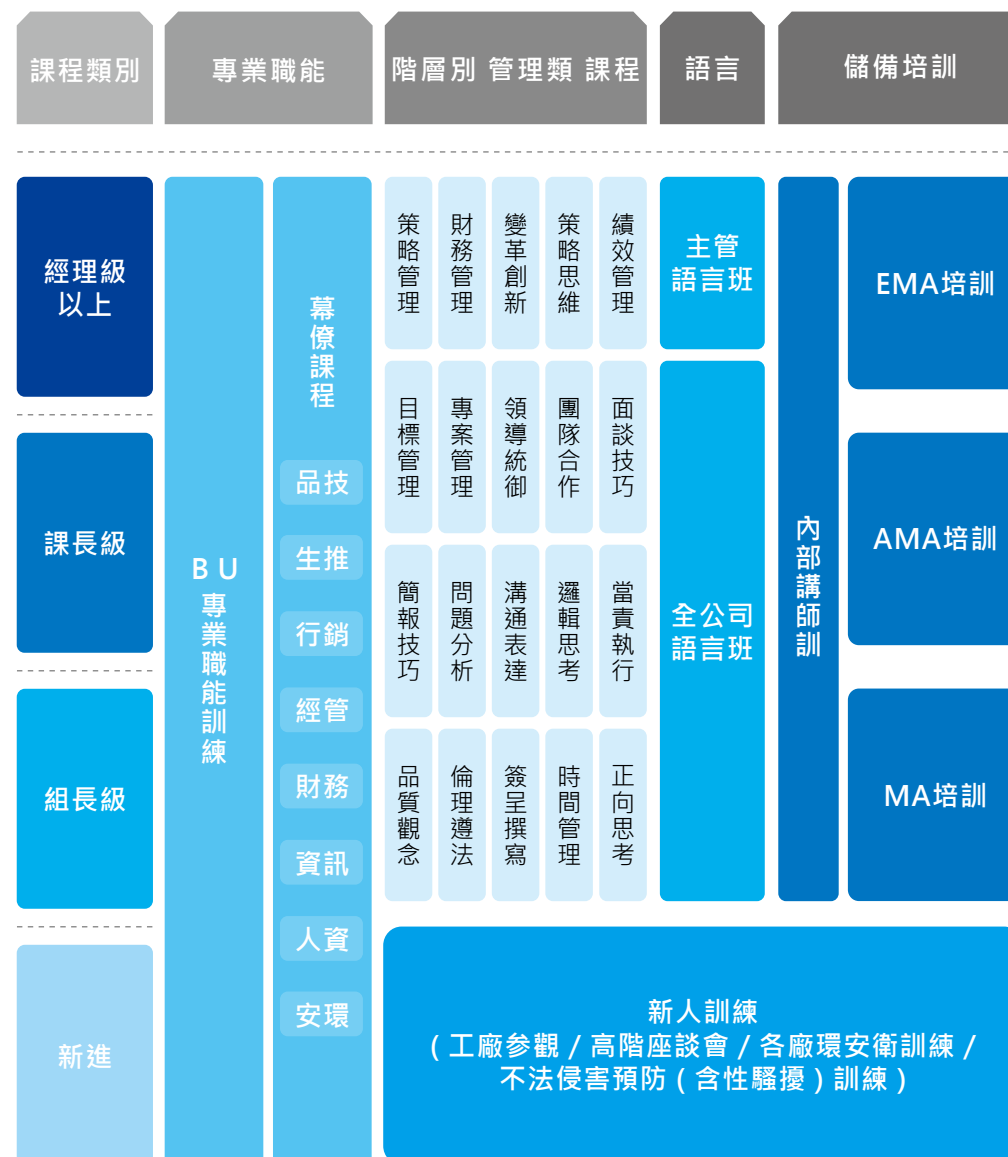 課程類別
專業職能
階層別 管理類 課程
語言
儲備培訓
經理級
以上
課長級
組長級
新進
BU專業職能訓練
幕僚課程
品技
生推
行銷
經管
財務
資訊
人資
安環
策略管理
財務管理
變革創新
策略思維
績效管理
目標管理
專案管理
領導統御
團隊合作
面談技巧
簡報技巧
問題分析
溝通表達
邏輯思考
當責執行
品質觀念
倫理遵法
簽呈撰寫
時間管理
正向思考
主管
語言班
全公司
語言班
內部講師訓
EMA培訓
AMA培訓
MA培訓
新人訓練
(工廠參觀/高階座談會/各廠環安衛訓練/
不法侵害預防(含性騷擾)訓練)